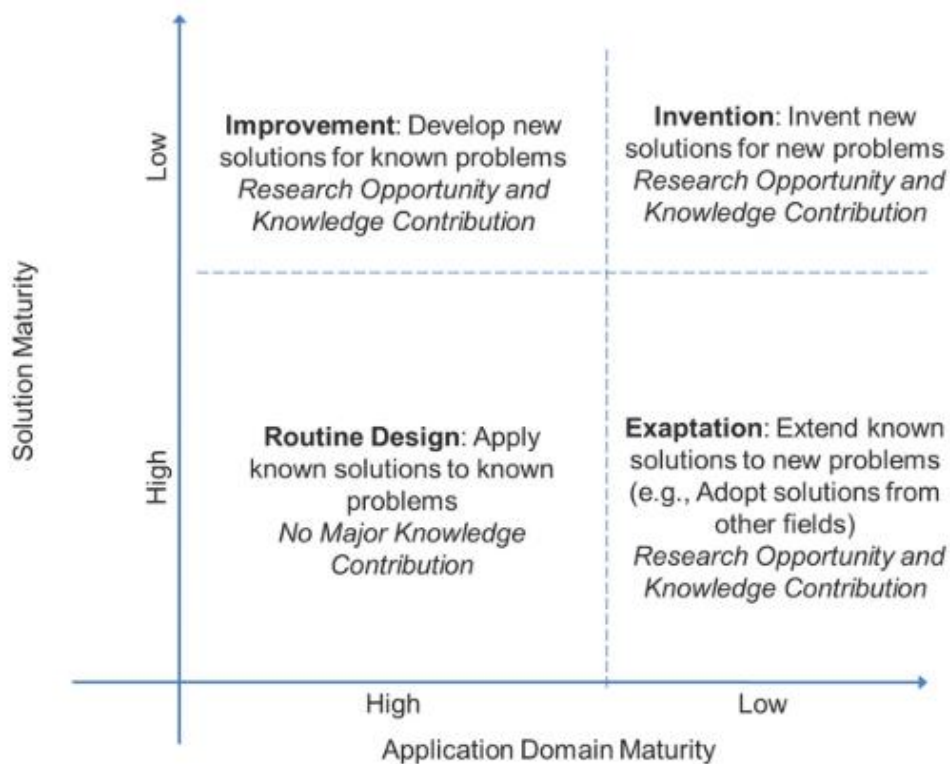 Improvement: Develop new
solutions for known problems
Research Opportunity and
Knowledge Contribution
Invention: Invent new
solutions for new problems
Research Opportunity and
Knowledge Contribution
Low
Solution Maturity
High
Routine Design: Apply
known solutions to known
problems
No Major Knowledge
Contribution
Exaptation: Extend known
solutions to new problems
(e.g., Adopt solutions from
other fields)
Research Opportunity and
Knowledge Contribution
High
Low
Application Domain Maturity